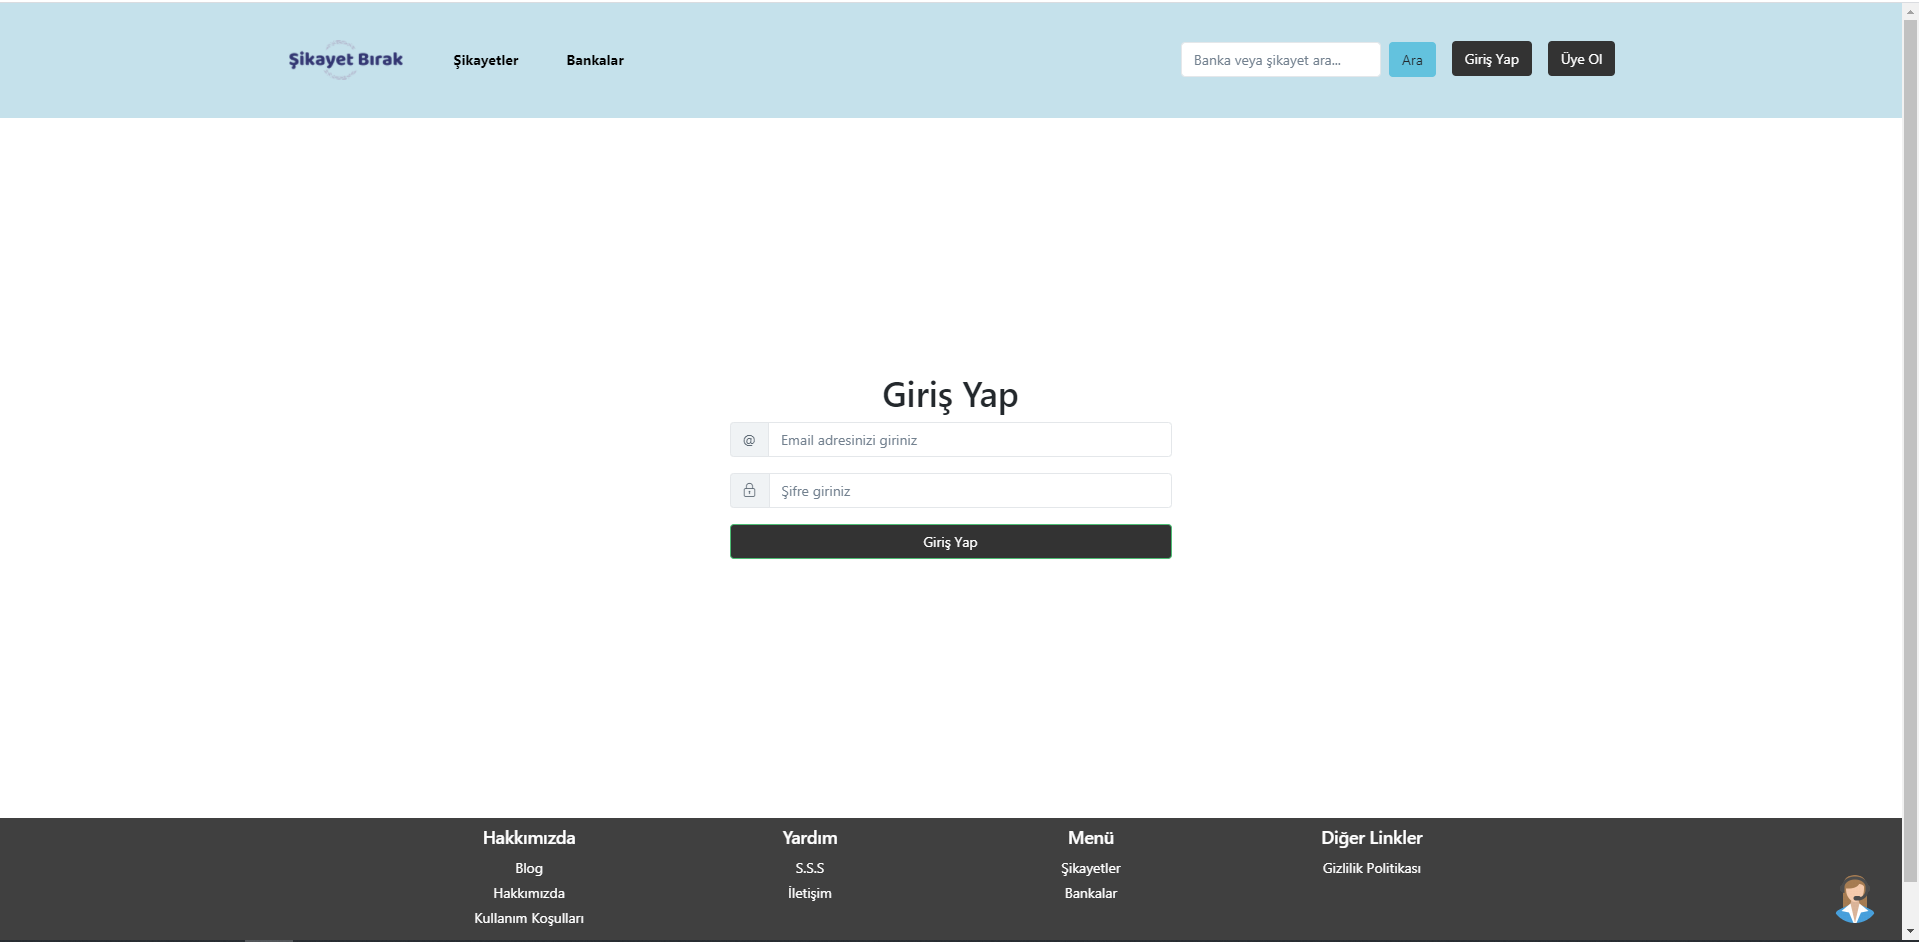 Şikayet Bırak
Şikayetler
Bankalar
Banka veya şikayet ara...
Ara
Giriş Yap
Üye Ol
Giriş Yap
@
Email adresinizi giriniz
Şifre giriniz
Giriş Yap
Hakkımızda
Blog
Hakkımızda
Kullanım Koşulları
Yardım
S.S.S
İletişim
Menü
Şikayetler
Bankalar
Diğer Linkler
Gizlilik Politikası